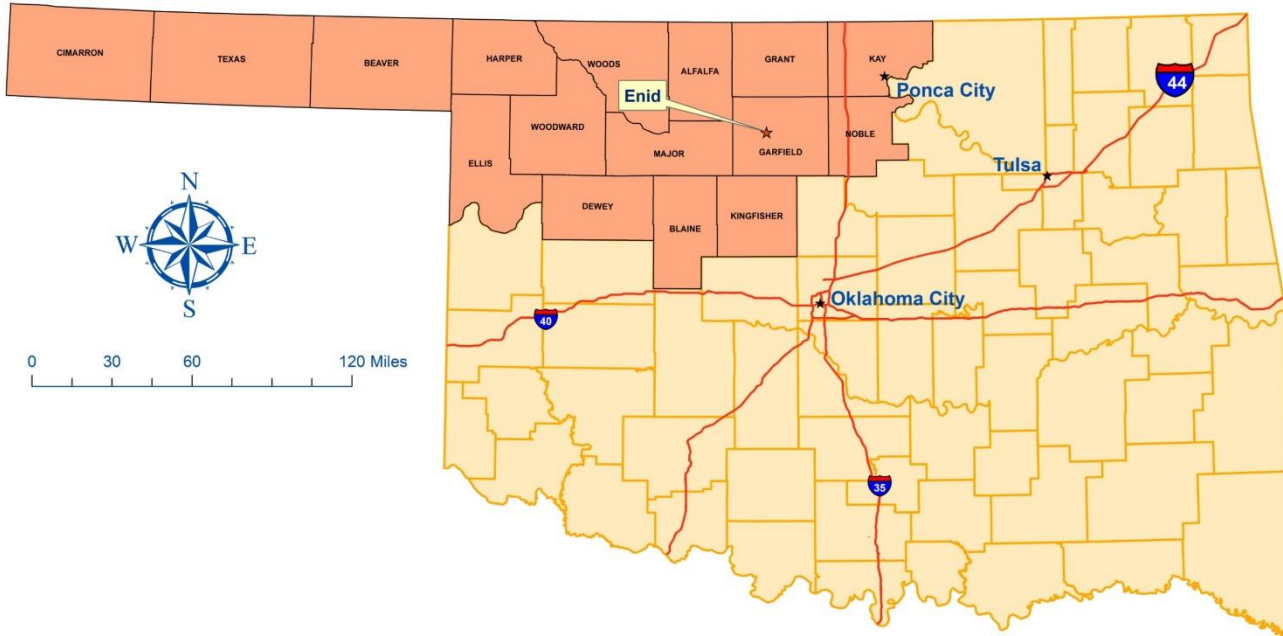 CIMARRON
TEXAS
BEAVER
HARPER
WOODS
ALFALFA
GRANT
KAY
Ponca City
44
Enid
WOODWARD
MAJOR
GARFIELD
NOBLE
ELLIS
Tulsa
DEWEY
BLAINE
KINGFISHER
N
W E
S
Oklahoma City
40
0 30 60 120 Miles
35